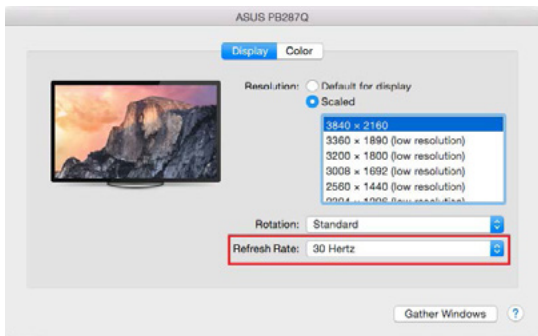 ASUS PB287Q
Display Color
Resolution: Default for display
Scaled
3840 × 2160
3360 × 1890 (low resolution)
3200 × 1800 (low resolution)
3008 × 1692 (low resolution)
2560 × 1440 (low resolution)
Rotation: Standard
Refresh Rate: 30 Hertz
Gather Windows ?